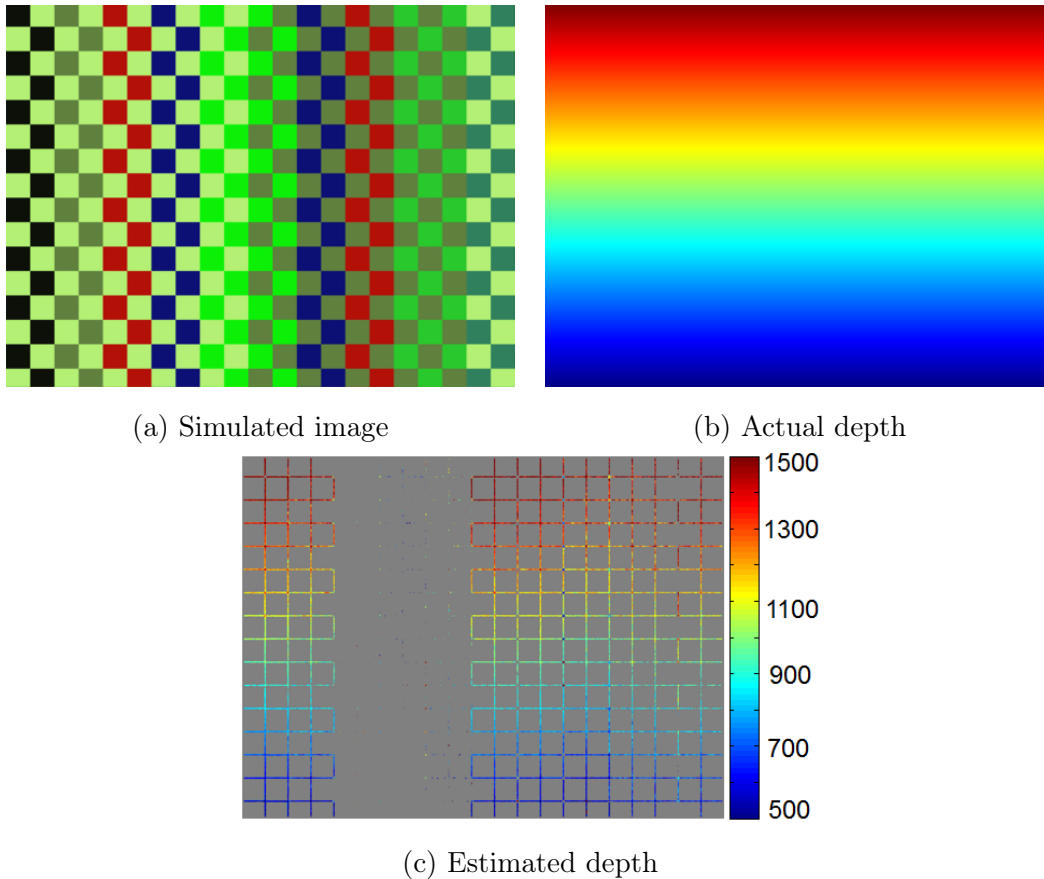 (a) Simulated image
(b) Actual depth
1500
1300
1100
900
700
500
(c) Estimated depth